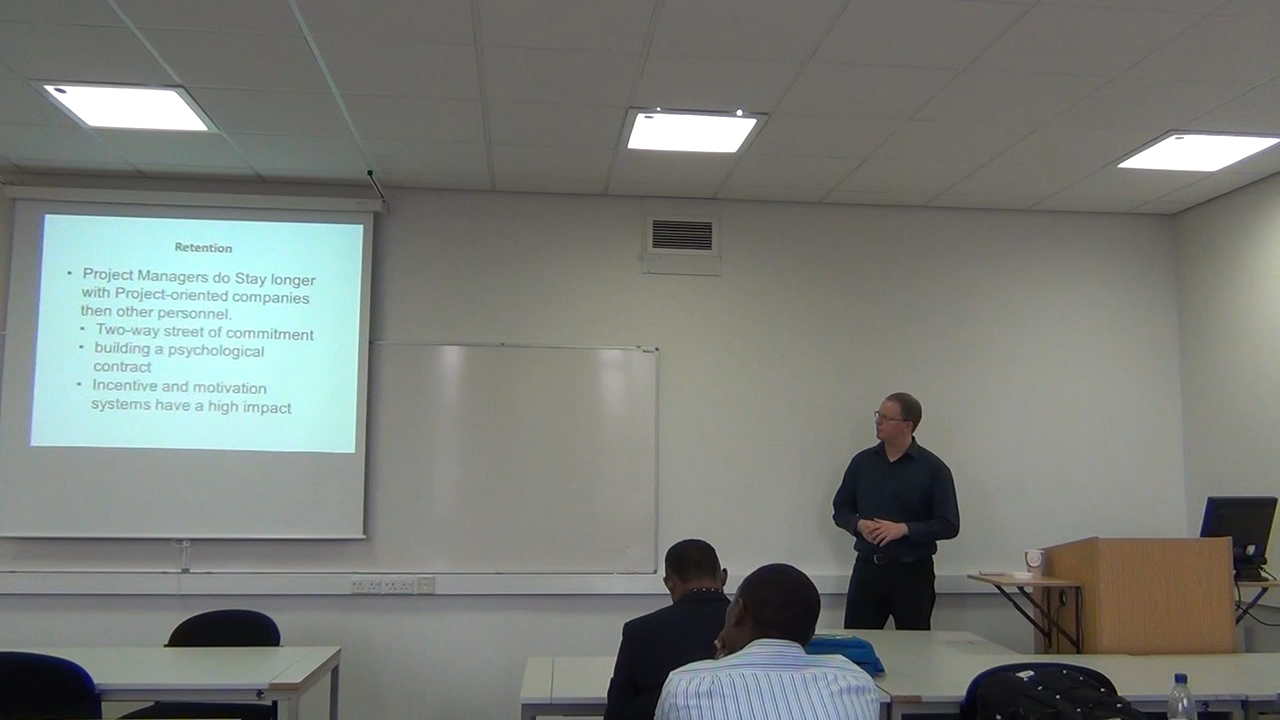 Retention
• Project Managers do Stay longer
with Project-oriented companies
then other personnel.
• Two-way street of commitment
• building a psychological
contract
• Incentive and motivation
systems have a high impact